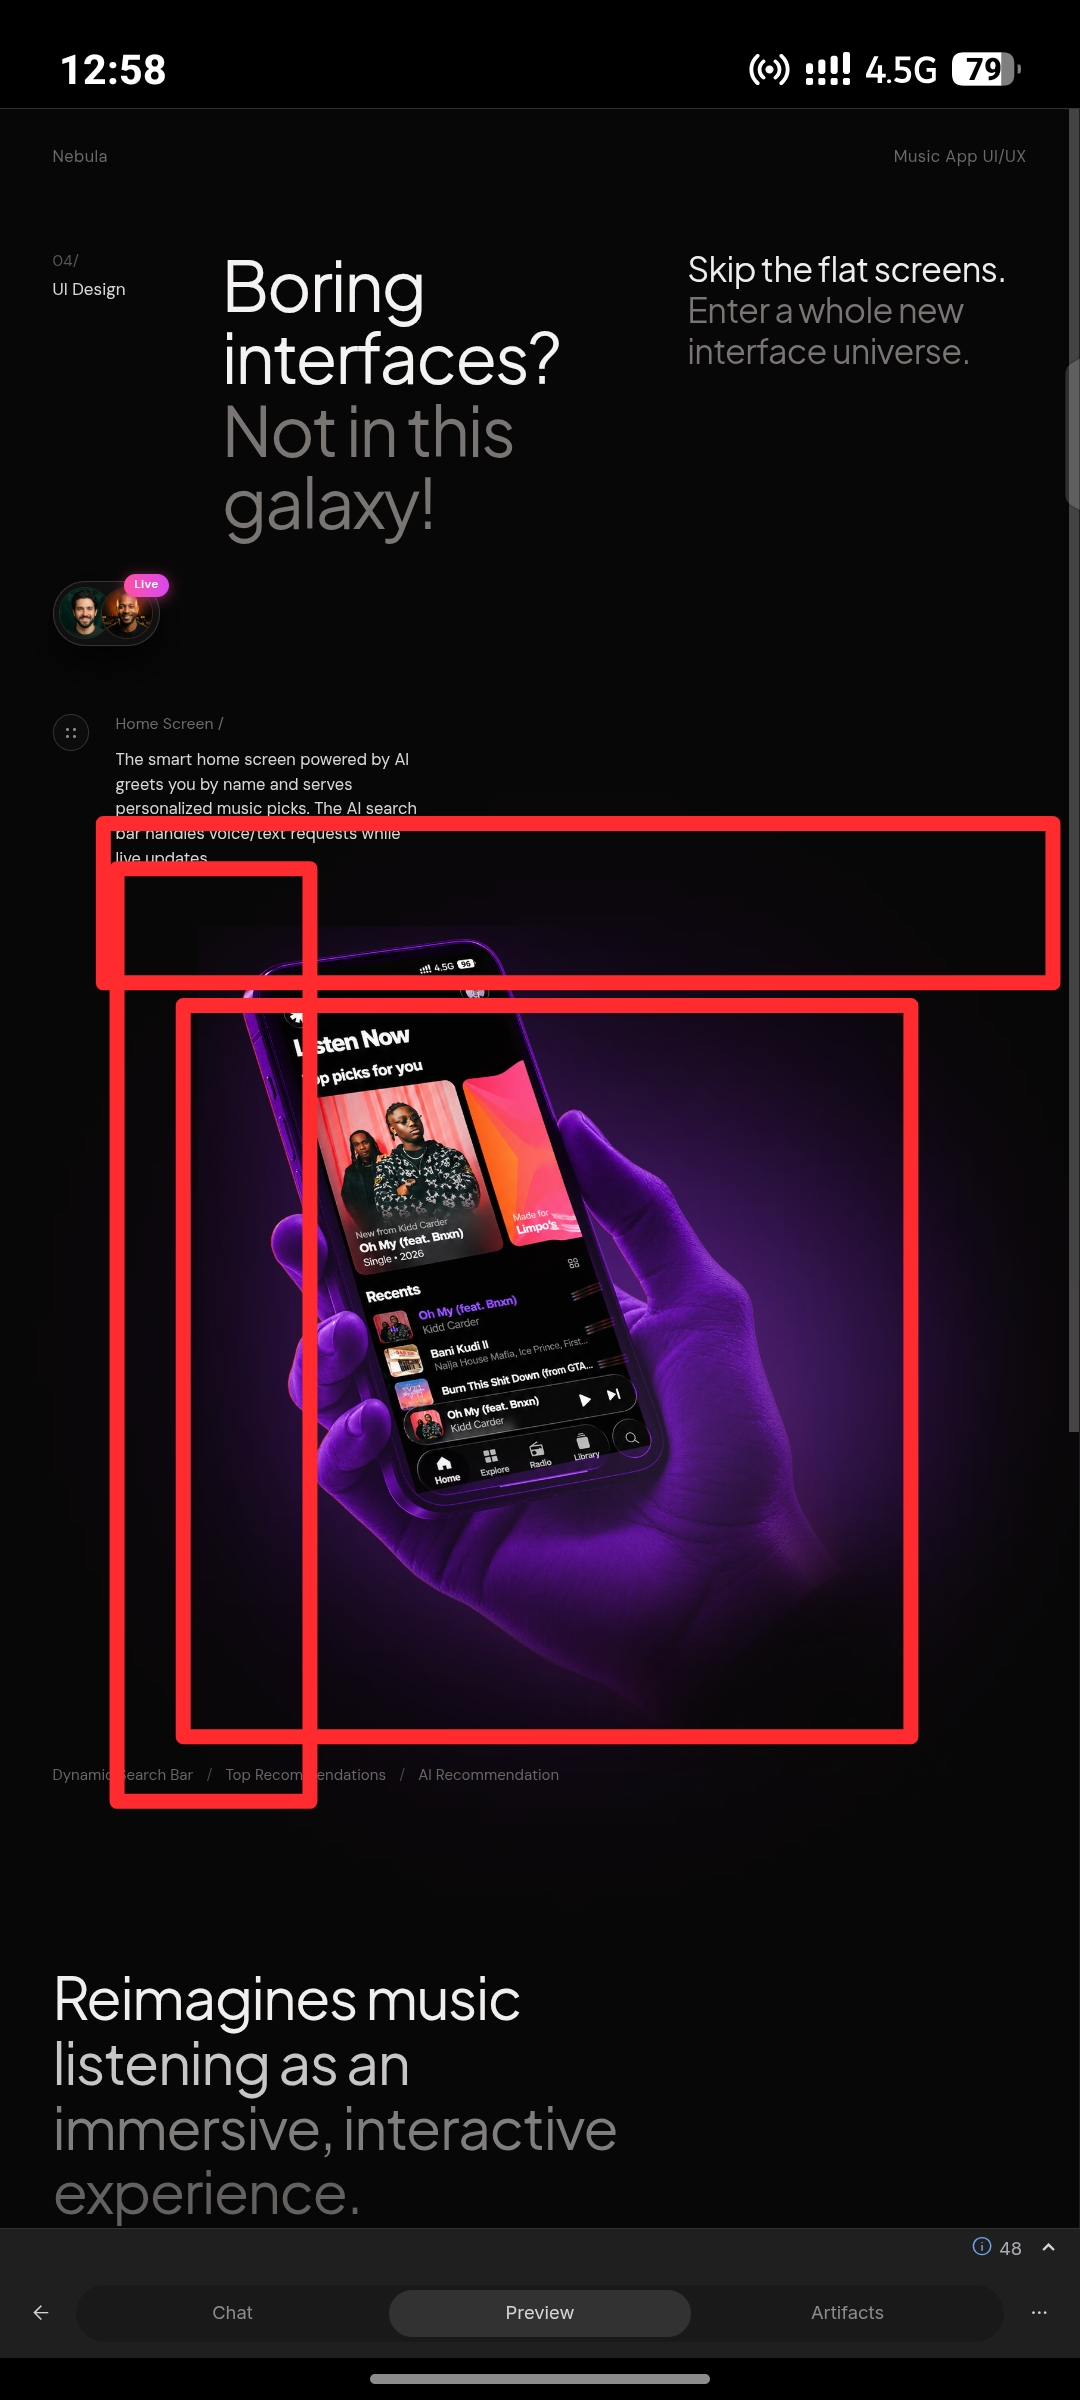 12:58
4.5G
79
Nebula
Music App UI/UX
04/
UI Design
Boring
interfaces?
Not in this
galaxy!
Skip the flat screens.
Enter a whole new
interface universe.
Live
Home Screen /
The smart home screen powered by AI
greets you by name and serves
personalized music picks. The AI search
bar handles voice/text requests while
live updates
4.5G 96
Listen Now
Top picks for you
New from Kidd Carder
Oh My (feat. Bnxn)
Single • 2026
Made for
Limpo's
Recents
Oh My (feat. Bnxn)
Kidd Carder
Bani Kudi II
Naija House Mafia, Ice Prince, First...
Burn This Shit Down (from GTA...
Oh My (feat. Bnxn)
Kidd Carder
Home
Explore
Radio
Library
Dynamic Search Bar / Top Recommendations / AI Recommendation
Reimagines music
listening as an
immersive, interactive
experience.
48
Chat
Preview
Artifacts